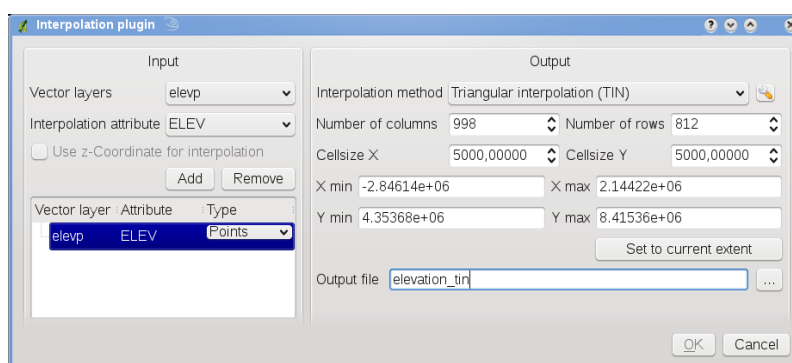 Interpolation plugin
Input
Vector layers elevp
Interpolation attribute ELEV
Use z-Coordinate for interpolation
Add Remove
Vector layer Attribute Type
elevp ELEV Points
Output
Interpolation method Triangular interpolation (TIN)
Number of columns 998 Number of rows 812
Cellsize X 5000,00000 Cellsize Y 5000,00000
X min -2.84614e+06 X max 2.14422e+06
Y min 4.35368e+06 Y max 8.41536e+06
Set to current extent
Output file elevation_tin ...
OK Cancel